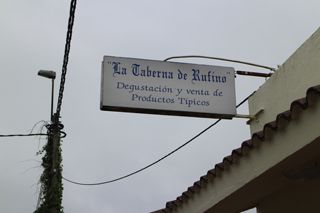 "La Taberna de Rufino"
Degustación y venta de
Productos Típicos